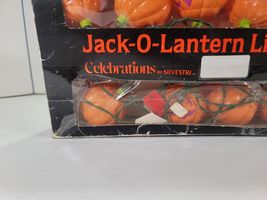 Jack-O-Lantern Li
Celebrations BY SILVESTRI